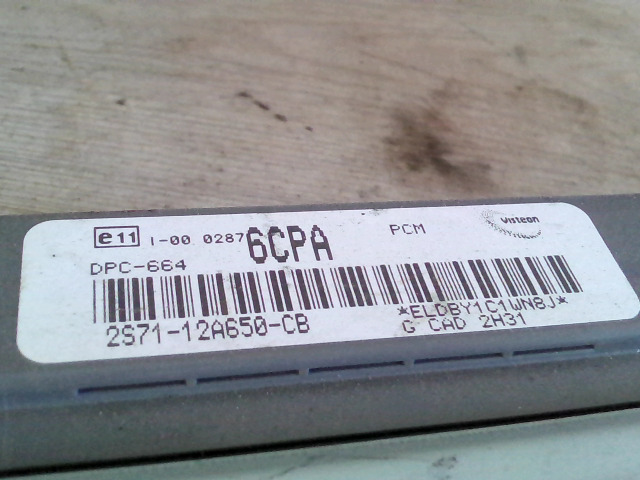 e11 I-00 0287 6CPA PCM Visteon
DPC-664
2S71-12A650-CB *ELDBY1C1WN8J*
G CAD 2H31